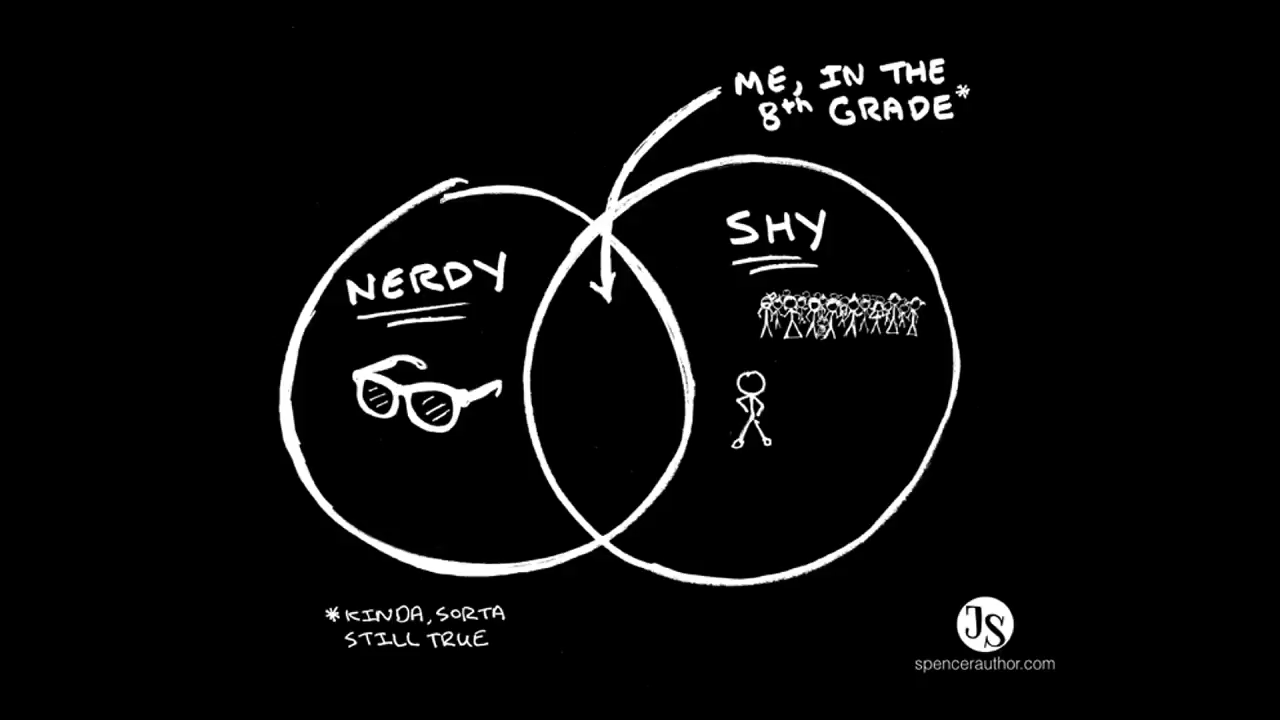 ME, IN THE
8th GRADE*
SHY
NERDY
*KINDA, SORTA
STILL TRUE
JS
spencerauthor.com